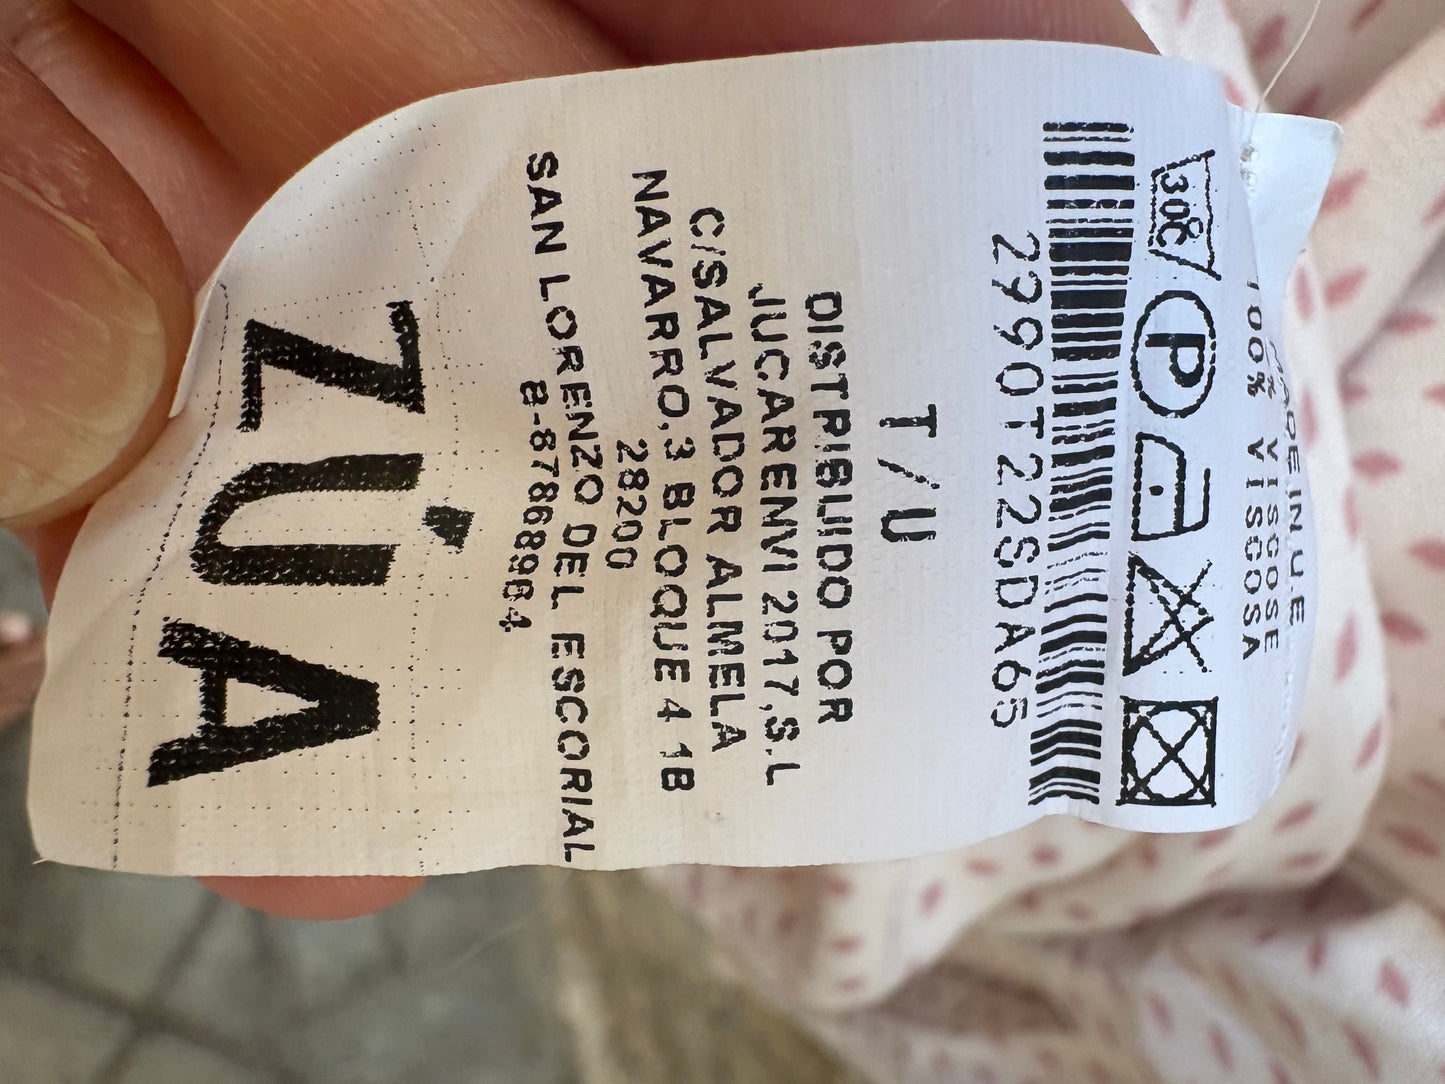 MADE IN U.E
100% VISCOSE
100% VISCOSA
30°C P
2990T22SDA65
T/U
DISTRIBUIDO POR
JUCARENVI 2017,S.L
C/SALVADOR ALMELA
NAVARRO,3 BLOQUE 4 1B
28200
SAN LORENZO DEL ESCORIAL
B-87868964
ZÚA